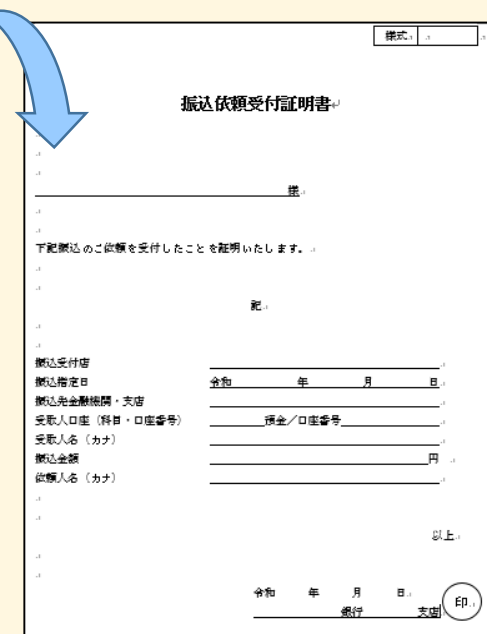 様式
振込依頼受付証明書
様
下記振込のご依頼を受付したことを証明いたします。
記
振込受付店
振込指定日 令和 年 月 日
振込先金融機関・支店
受取人口座（科目・口座番号） 預金／口座番号
受取人名（カナ）
振込金額 円
依頼人名（カナ）
以上
令和 年 月 日
銀行 支店 印